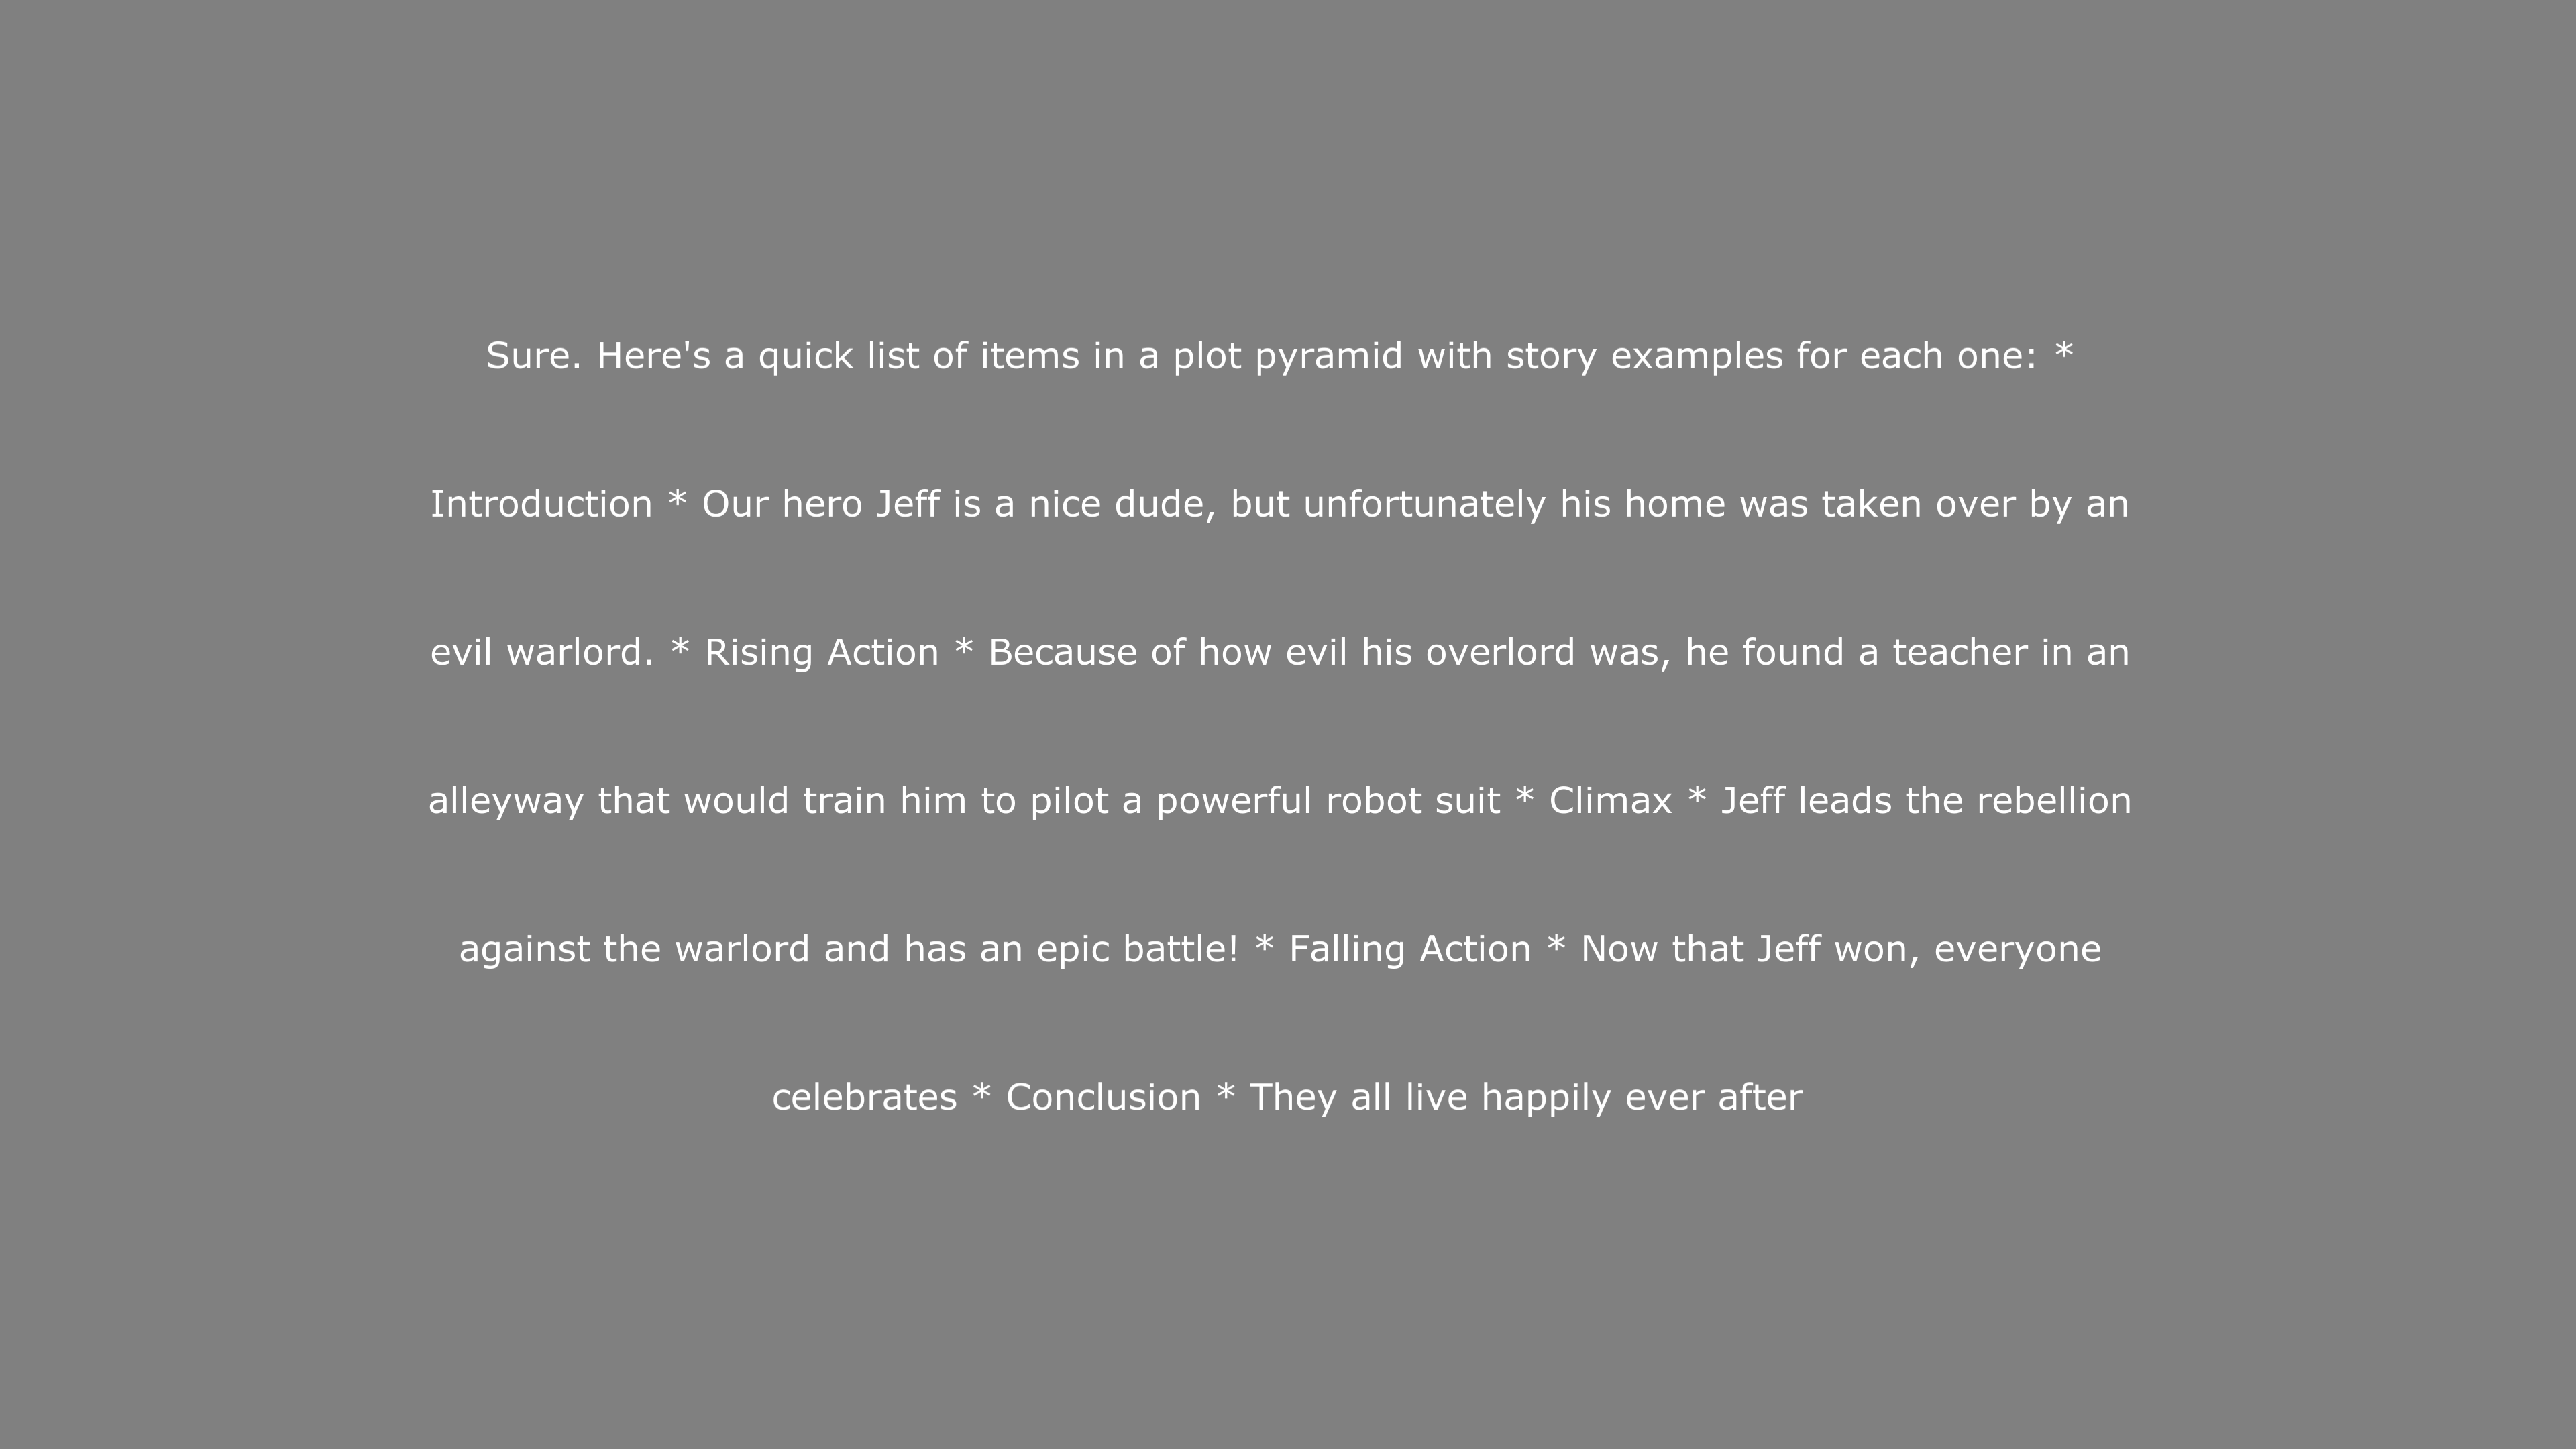 Sure. Here's a quick list of items in a plot pyramid with story examples for each one: *
Introduction * Our hero Jeff is a nice dude, but unfortunately his home was taken over by an
evil warlord. * Rising Action * Because of how evil his overlord was, he found a teacher in an
alleyway that would train him to pilot a powerful robot suit * Climax * Jeff leads the rebellion
against the warlord and has an epic battle! * Falling Action * Now that Jeff won, everyone
celebrates * Conclusion * They all live happily ever after